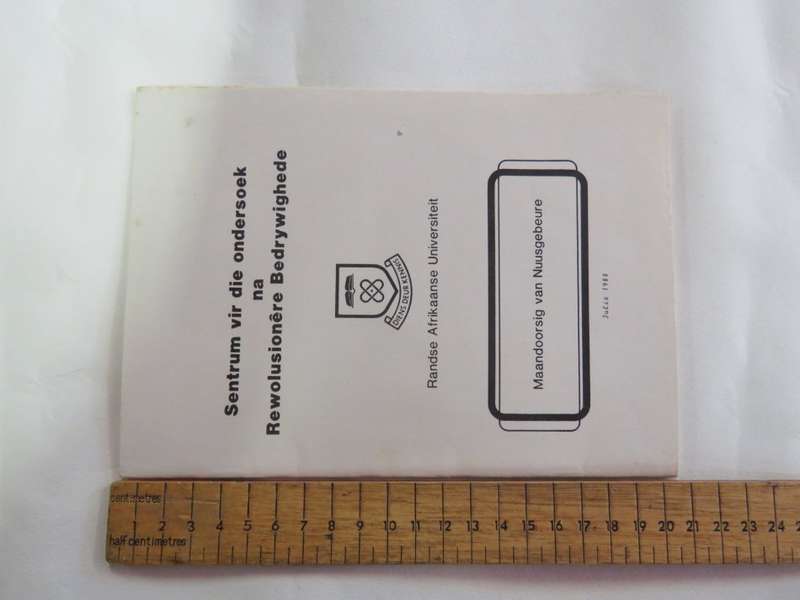 Sentrum vir die ondersoek
na
Rewolusionêre Bedrywighede
DIENS DEUR KENNIS
Randse Afrikaanse Universiteit
Maandoorsig van Nuusgebeure
Julie 1988
centimetres
1 2 3 4 5 6 7 8 9 10 11 12 13 14 15 16 17 18 19 20 21 22 23 24
half centimetres